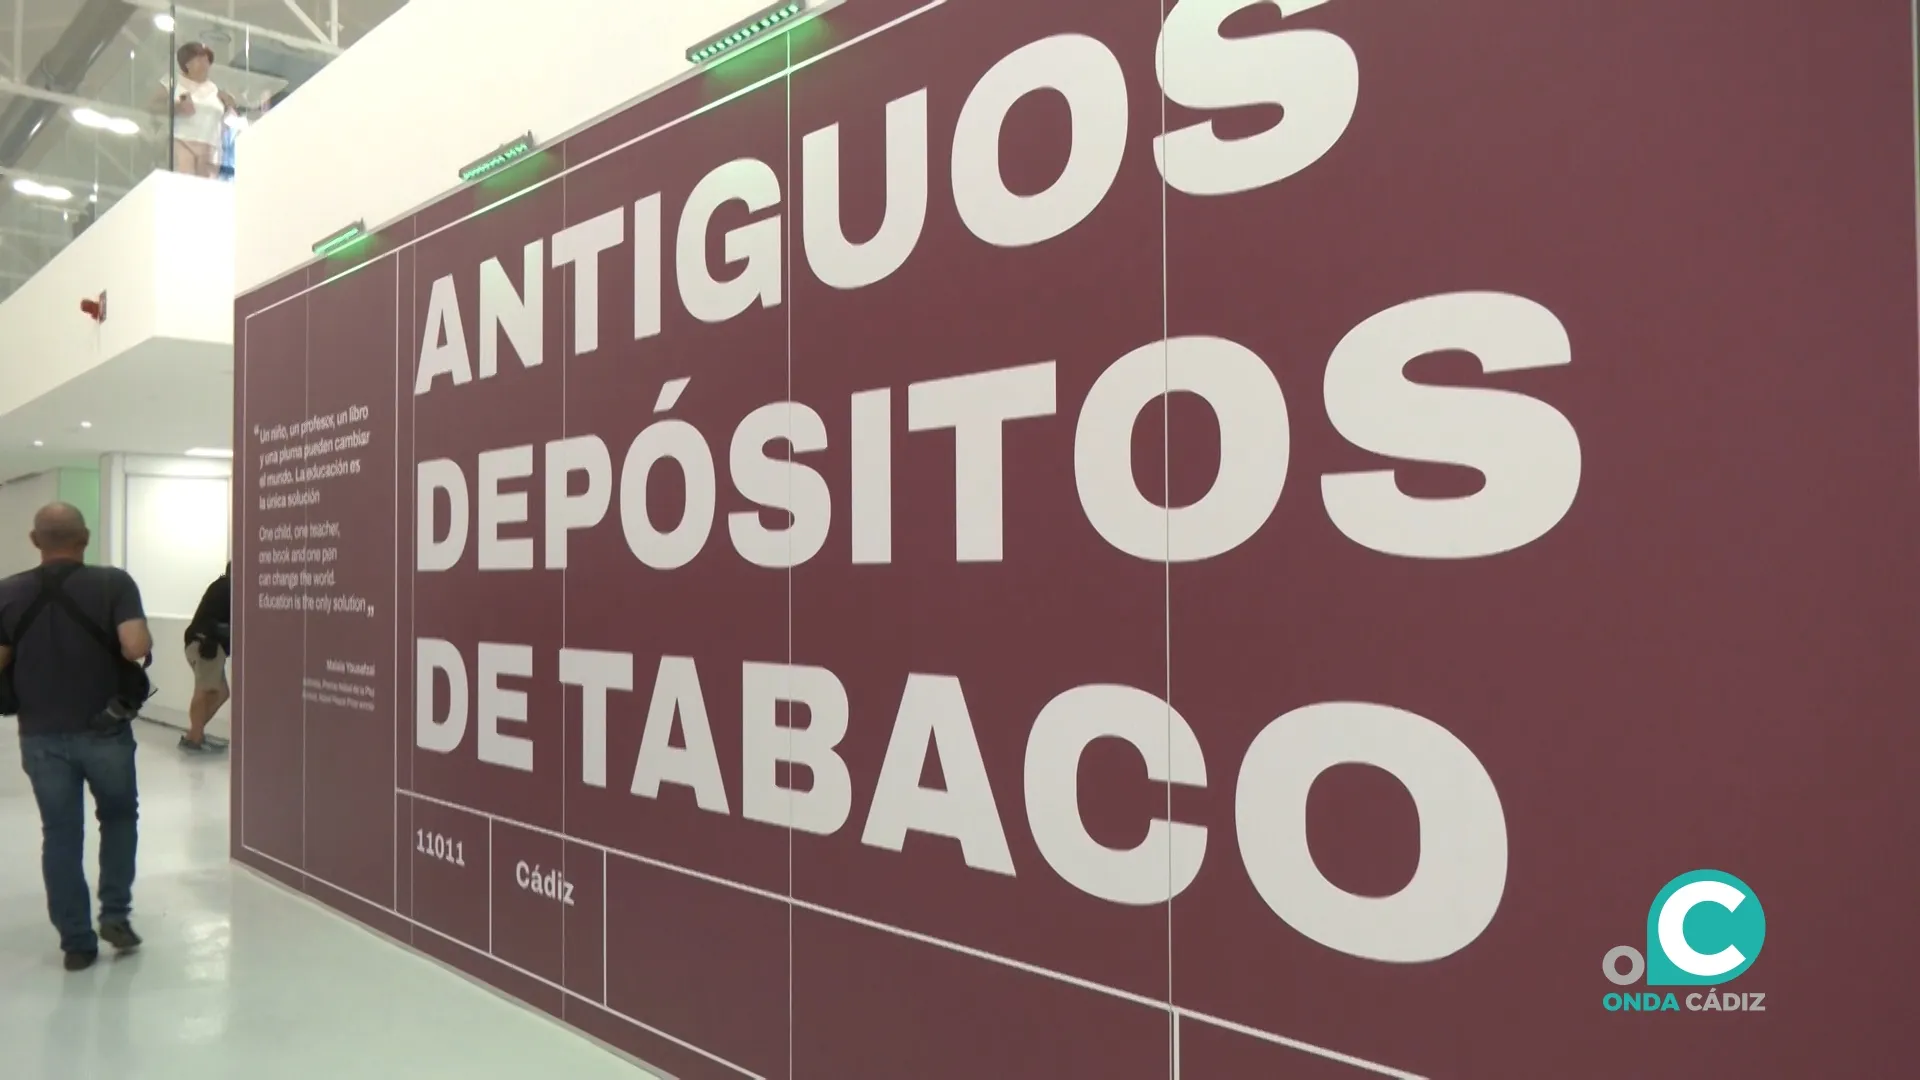 ANTIGUOS
DEPÓSITOS
DE TABACO
“Un niño, un profesor, un libro
y una pluma pueden cambiar
el mundo. La educación es
la única solución
One child, one teacher,
one book and one pen
can change the world.
Education is the only solution„
Malala Yousafzai
11011
Cádiz
O C
ONDA CÁDIZ